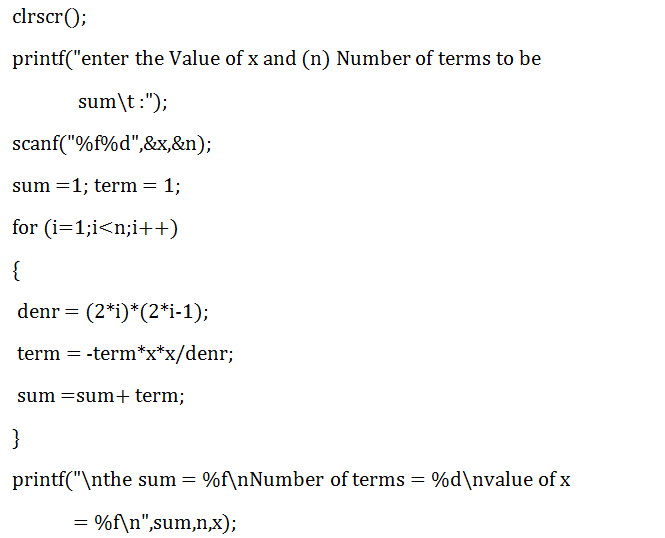 clrscr();
printf("enter the Value of x and (n) Number of terms to be
sum\t :");
scanf("%f%d",&x,&n);
sum =1; term = 1;
for (i=1;i<n;i++)
{
denr = (2*i)*(2*i-1);
term = -term*x*x/denr;
sum =sum+ term;
}
printf("\nthe sum = %f\nNumber of terms = %d\nvalue of x
= %f\n",sum,n,x);